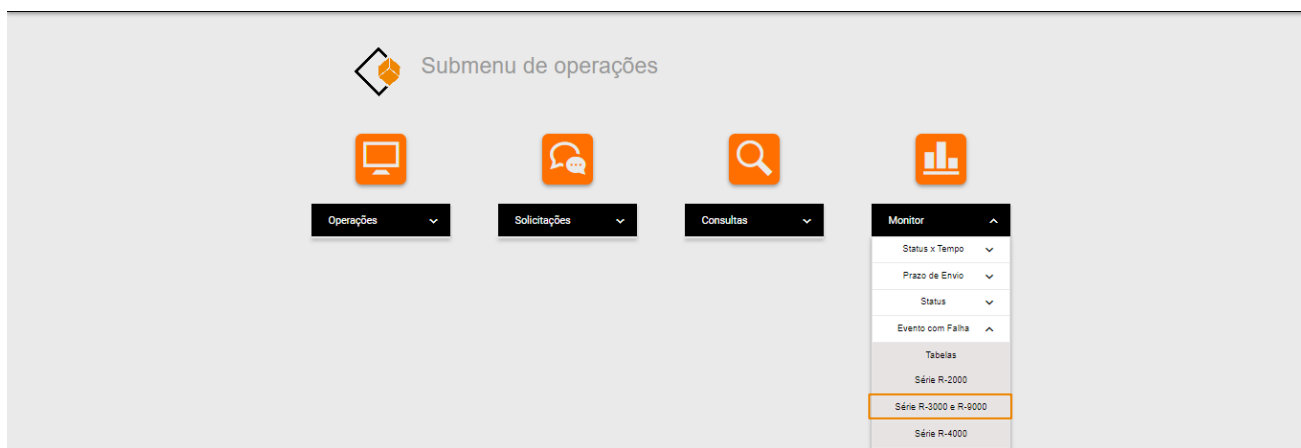 Submenu de operações
Operações
Solicitações
Consultas
Monitor
Status x Tempo
Prazo de Envio
Status
Evento com Falha
Tabelas
Série R-2000
Série R-3000 e R-9000
Série R-4000